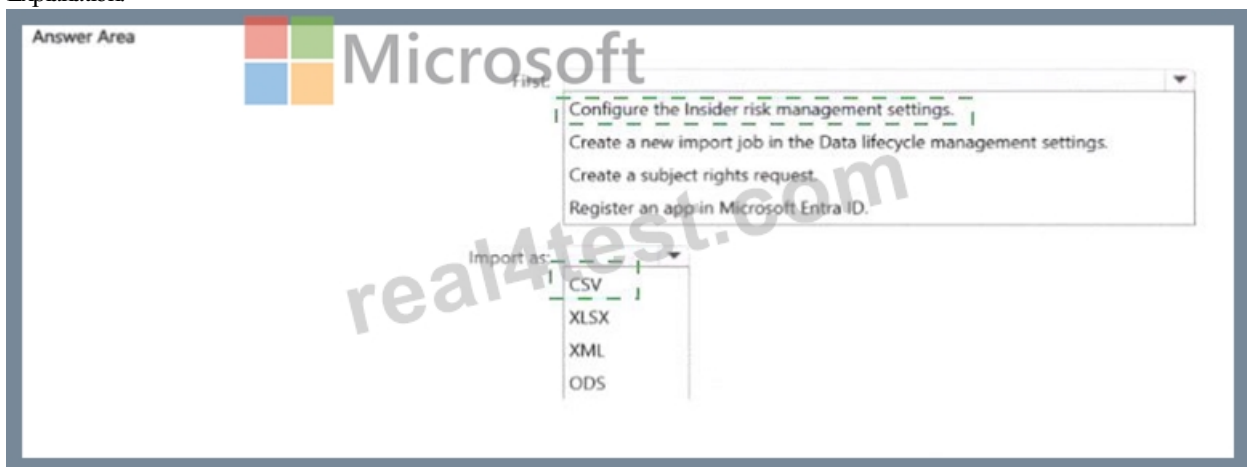 Explanation:
Answer Area
Microsoft
First:
Configure the Insider risk management settings.
Create a new import job in the Data lifecycle management settings.
Create a subject rights request.
Register an app in Microsoft Entra ID.
real4test.com
Import as:
CSV
XLSX
XML
ODS